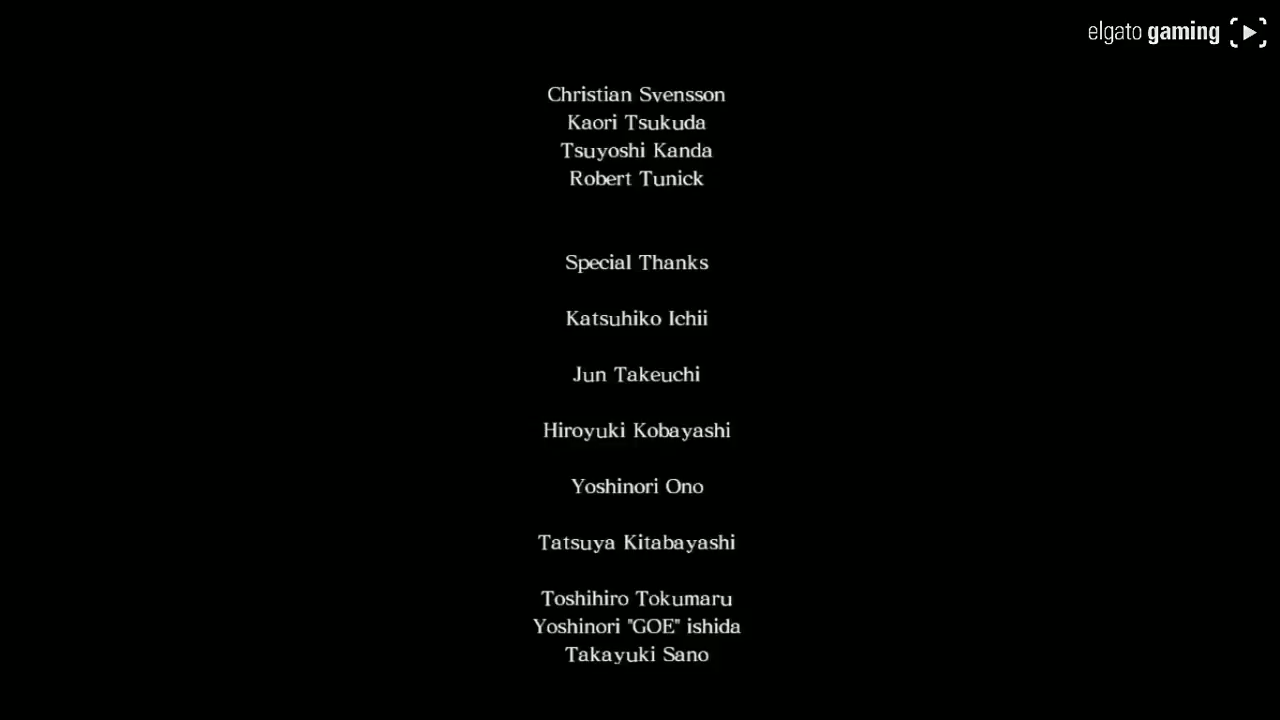 elgato gaming
Christian Svensson
Kaori Tsukuda
Tsuyoshi Kanda
Robert Tunick
Special Thanks
Katsuhiko Ichii
Jun Takeuchi
Hiroyuki Kobayashi
Yoshinori Ono
Tatsuya Kitabayashi
Toshihiro Tokumaru
Yoshinori "GOE" ishida
Takayuki Sano